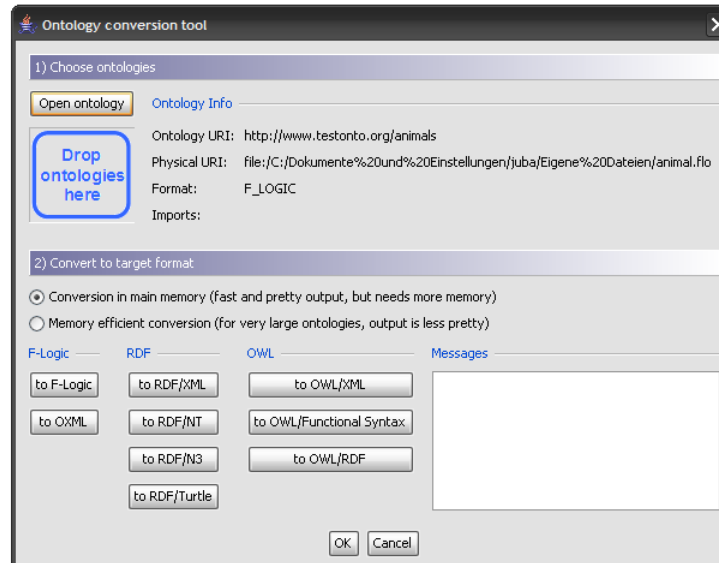 Ontology conversion tool
1) Choose ontologies
Open ontology
Ontology Info
Drop
ontologies
here
Ontology URI: http://www.testonto.org/animals
Physical URI: file:/C:/Dokumente%20und%20Einstellungen/juba/Eigene%20Dateien/animal.flo
Format: F_LOGIC
Imports:
2) Convert to target format
Conversion in main memory (fast and pretty output, but needs more memory)
Memory efficient conversion (for very large ontologies, output is less pretty)
F-Logic RDF OWL Messages
to F-Logic to RDF/XML to OWL/XML
to OXML to RDF/NT to OWL/Functional Syntax
to RDF/N3 to OWL/RDF
to RDF/Turtle
OK Cancel